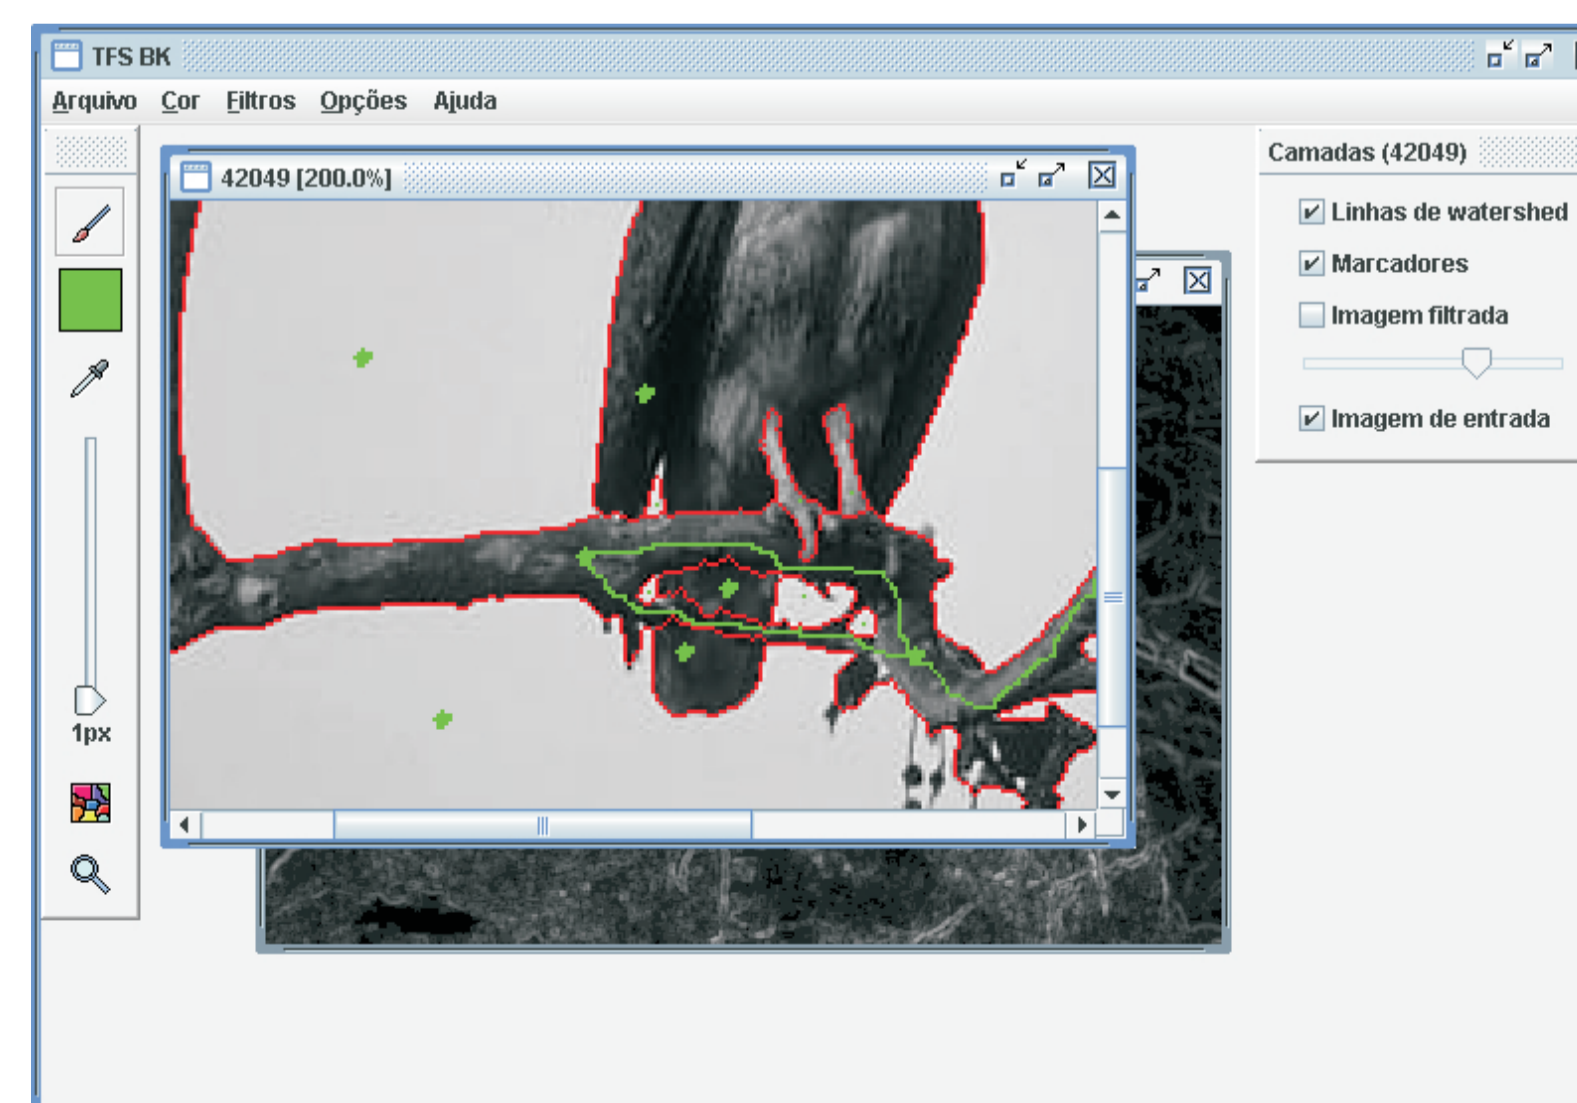 TFS BK
Arquivo Cor Filtros Opções Ajuda
42049 [200.0%]
Camadas (42049)
Linhas de watershed
Marcadores
Imagem filtrada
Imagem de entrada
1px